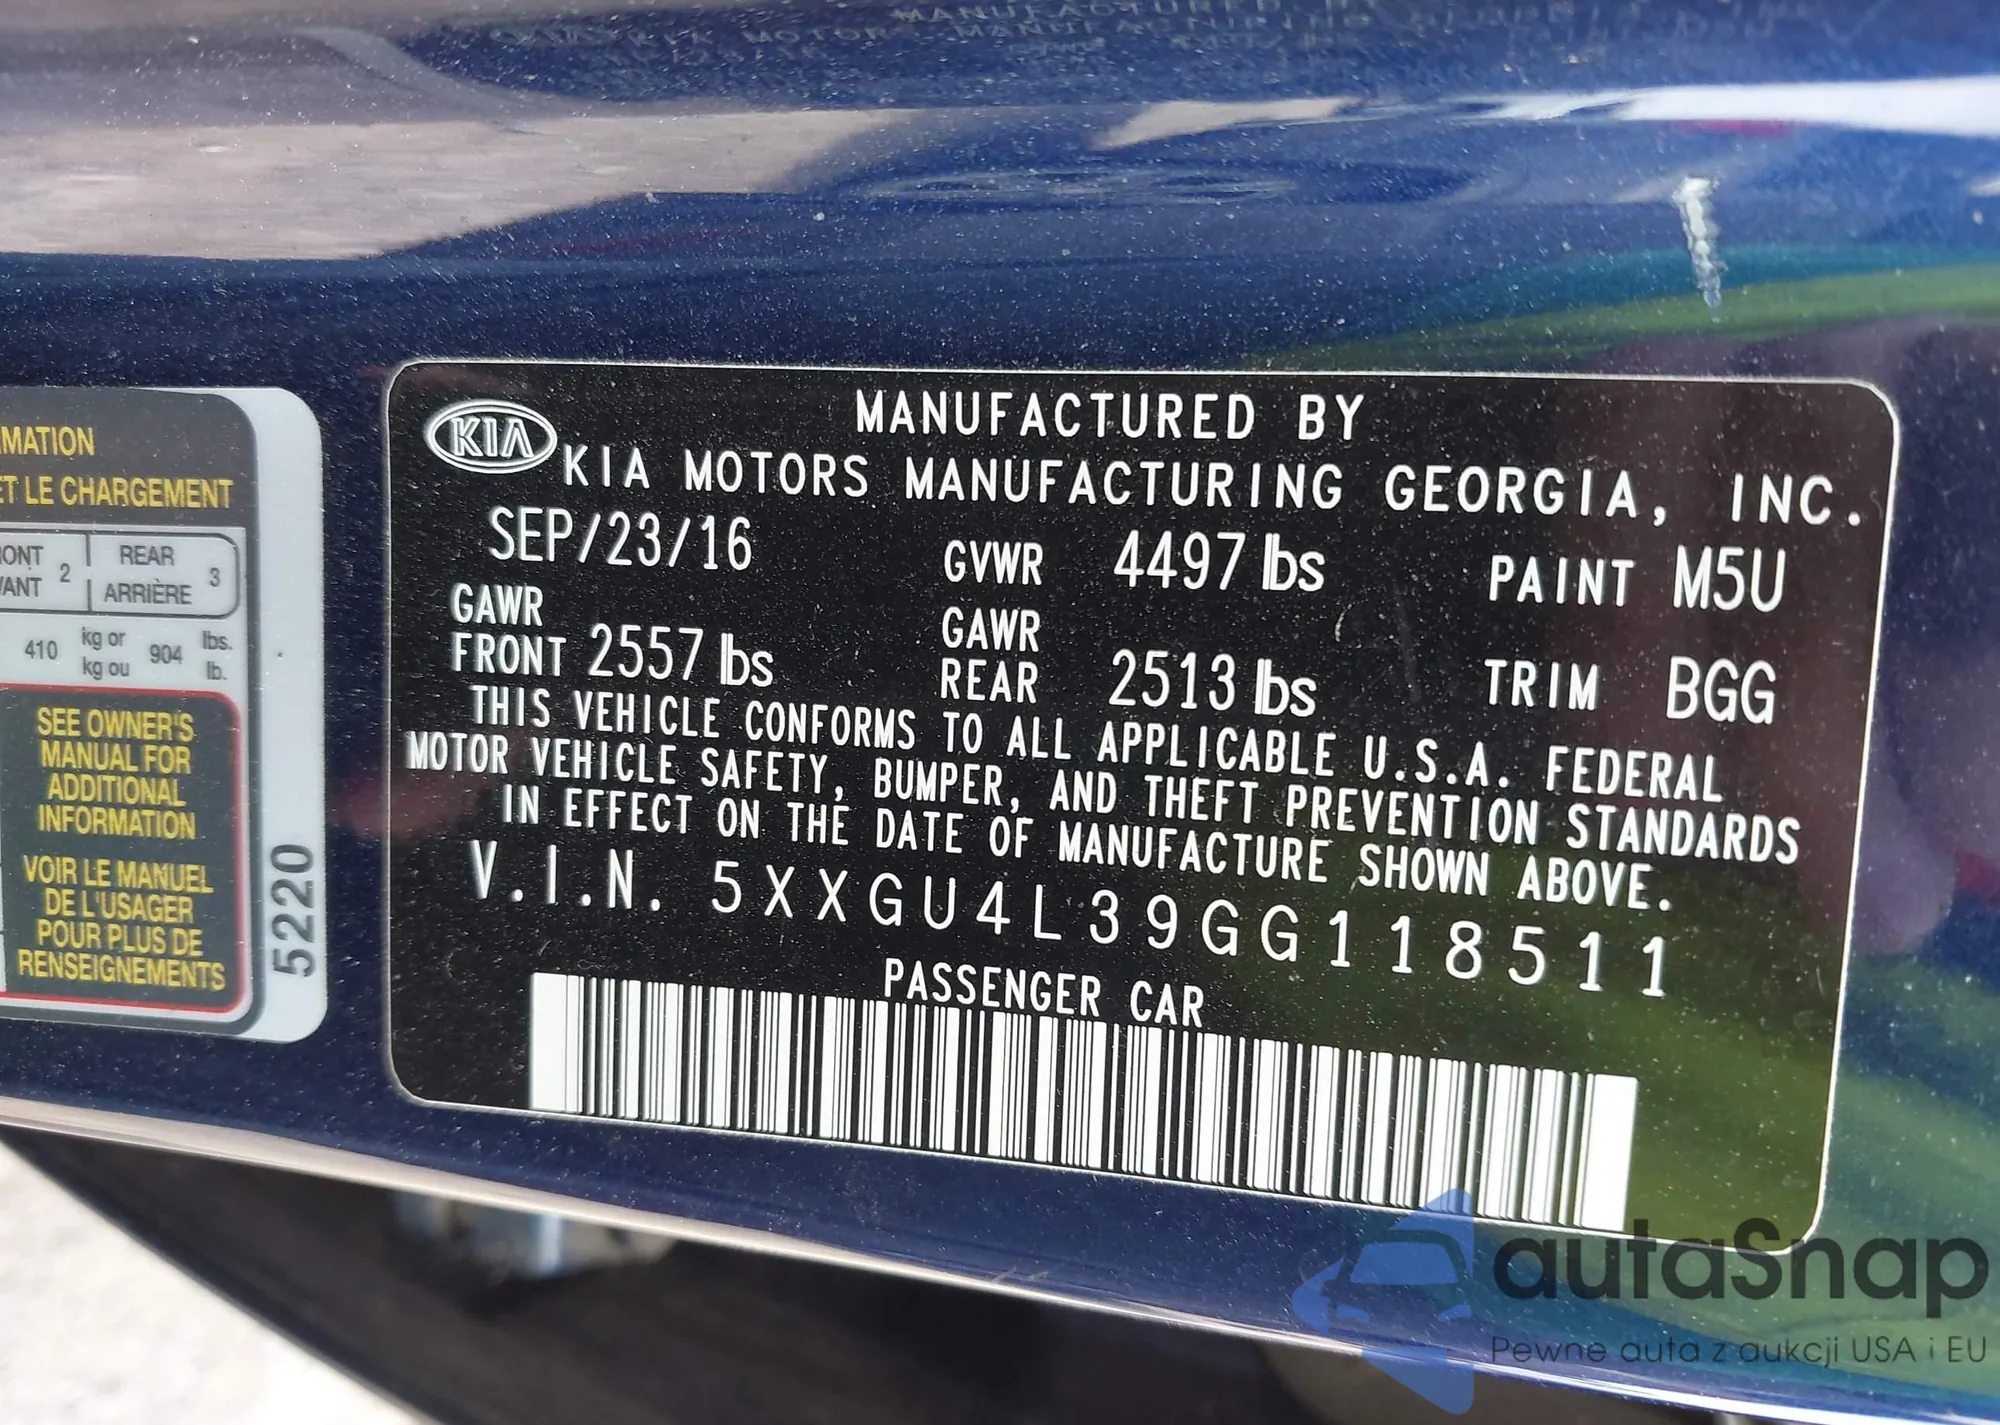 MANUFACTURED BY
KIA KIA MOTORS MANUFACTURING GEORGIA, INC.
SEP/23/16 GVWR 4497 lbs PAINT M5U
GAWR FRONT 2557 lbs GAWR REAR 2513 lbs TRIM BGG
THIS VEHICLE CONFORMS TO ALL APPLICABLE U.S.A. FEDERAL
MOTOR VEHICLE SAFETY, BUMPER, AND THEFT PREVENTION STANDARDS
IN EFFECT ON THE DATE OF MANUFACTURE SHOWN ABOVE.
V.I.N. 5XXGU4L39GG118511
PASSENGER CAR
MATION
ET LE CHARGEMENT
ONT 2 REAR 3
ANT ARRIÈRE
410 kg or 904 lbs.
kg ou lb.
SEE OWNER'S
MANUAL FOR
ADDITIONAL
INFORMATION
VOIR LE MANUEL
DE L'USAGER
POUR PLUS DE
RENSEIGNEMENTS
5220
autaSnap
Pewne auta z aukcji USA i EU